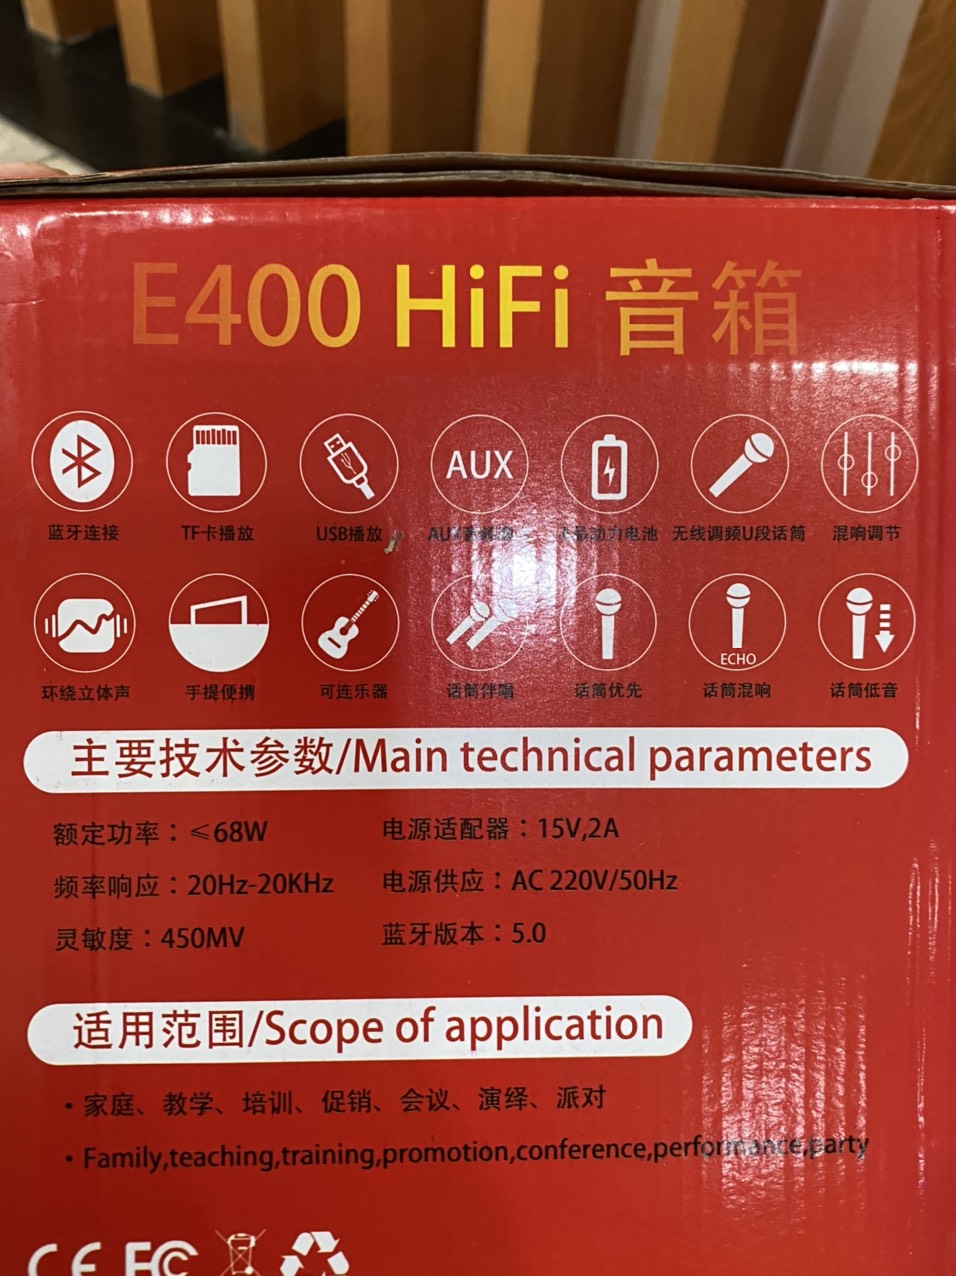 E400 HiFi 音箱
AUX
蓝牙连接 TF卡播放 USB播放 无线调频U段话筒 混响调节
ECHO
环绕立体声 手提便携 可连乐器 话筒伴唱 话筒优先 话筒混响 话筒低音
主要技术参数/Main technical parameters
额定功率：≤68W 电源适配器：15V,2A
频率响应：20Hz-20KHz 电源供应：AC 220V/50Hz
灵敏度：450MV 蓝牙版本：5.0
适用范围/Scope of application
· 家庭、教学、培训、促销、会议、演绎、派对
· Family,teaching,training,promotion,conference,performance,party
CE FC